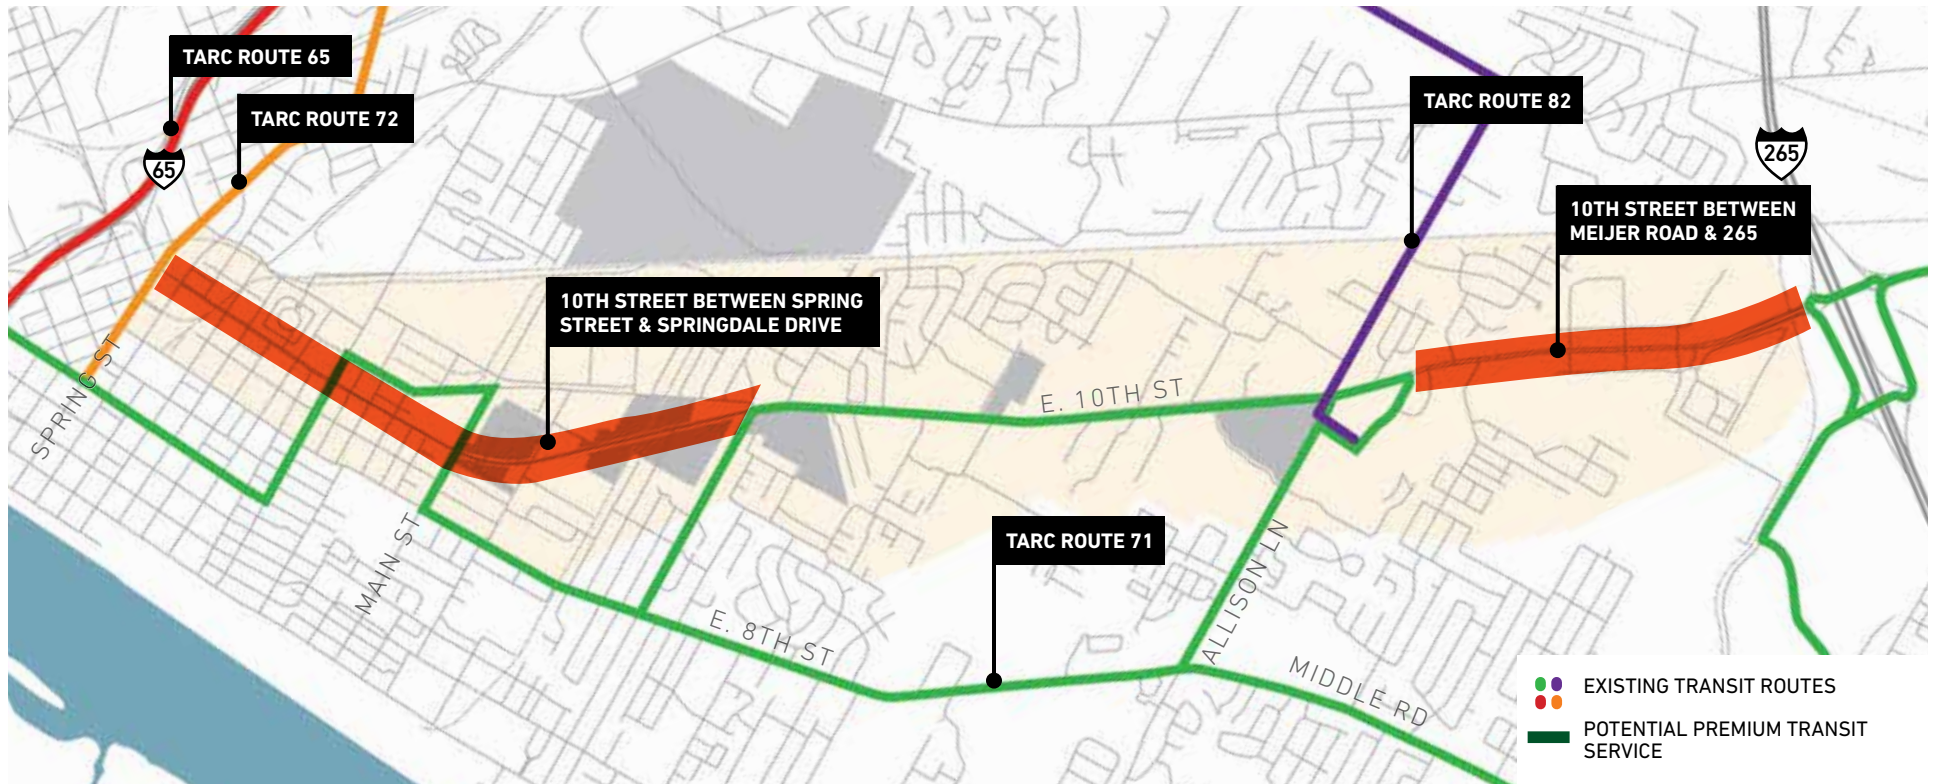 TARC ROUTE 65
TARC ROUTE 72
65
TARC ROUTE 82
265
10TH STREET BETWEEN
MEIJER ROAD & 265
10TH STREET BETWEEN SPRING
STREET & SPRINGDALE DRIVE
SPRING ST
E. 10TH ST
MAIN ST
TARC ROUTE 71
E. 8TH ST
ALLISON LN
MIDDLE RD
EXISTING TRANSIT ROUTES
POTENTIAL PREMIUM TRANSIT
SERVICE